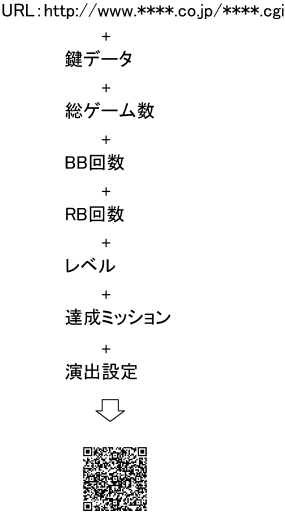 URL:http://www.****.co.jp/****.cgi
+
鍵データ
+
総ゲーム数
+
BB回数
+
RB回数
+
レベル
+
達成ミッション
+
演出設定